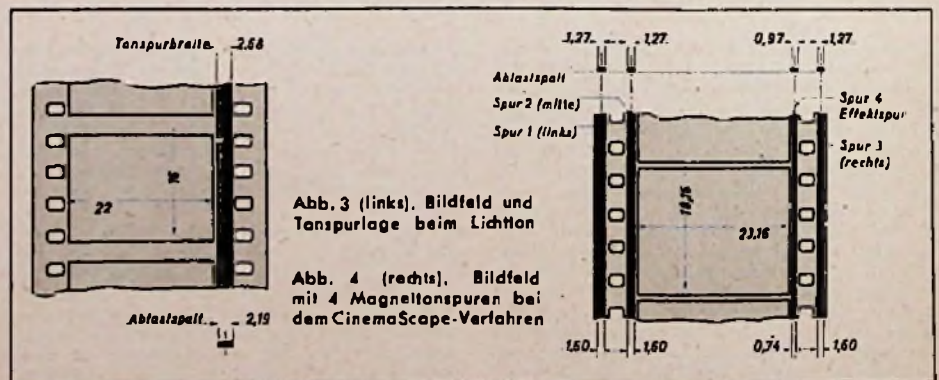 Tonspurbreite 2,68
16
22
Abtastspalt 2,19
Abb. 3 (links). Bildfeld und
Tonspurlage beim Lichtton
Abb. 4 (rechts). Bildfeld
mit 4 Magnettonspuren bei
dem CinemaScope-Verfahren
1,27 1,27 0,97 1,27
Abtastspalt
Spur 2 (mitte)
Spur 1 (links)
Spur 4
Effektspur
Spur 3
(rechts)
18,16
23,16
1,60 1,60 0,74 1,60